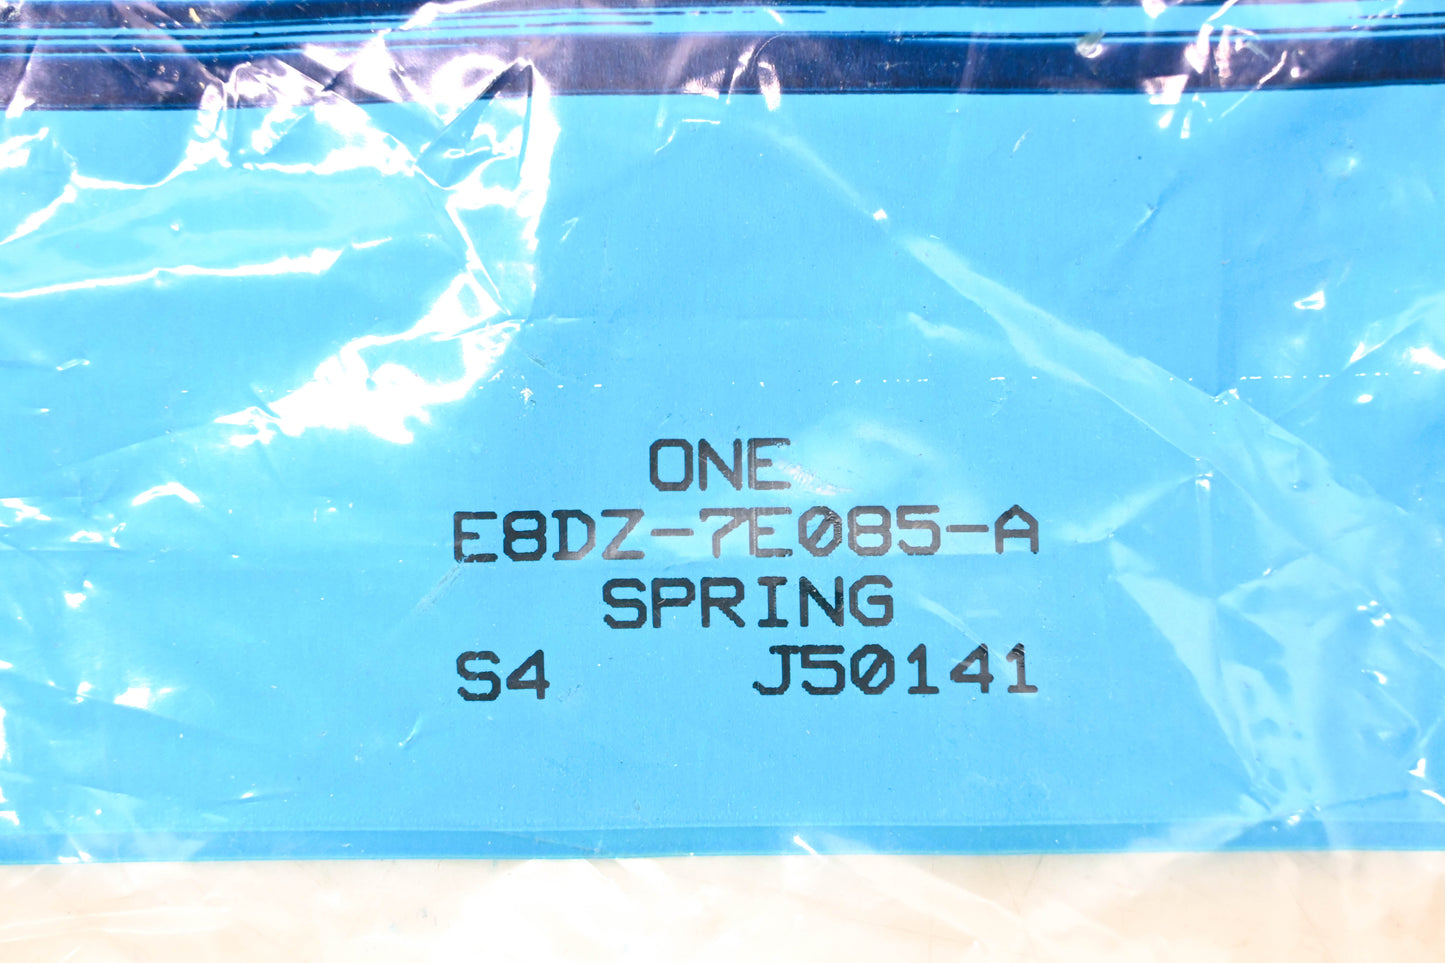 ONE
E8DZ-7E085-A
SPRING
S4 J50141